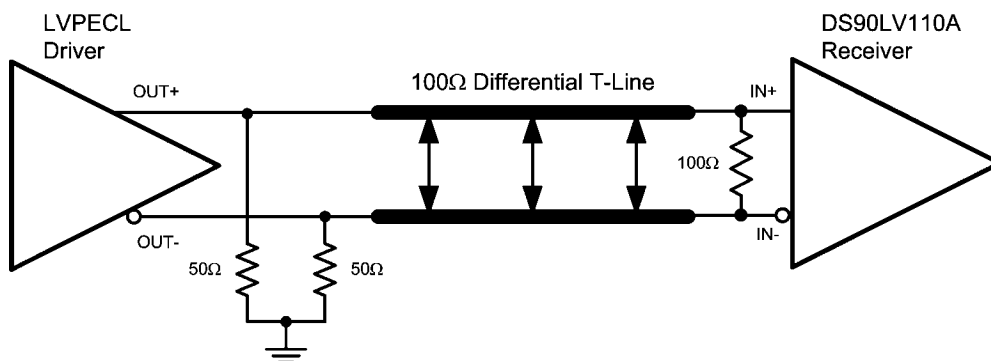 LVPECL
Driver
DS90LV110A
Receiver
OUT+
100Ω Differential T-Line
IN+
100Ω
OUT-
IN-
50Ω
50Ω